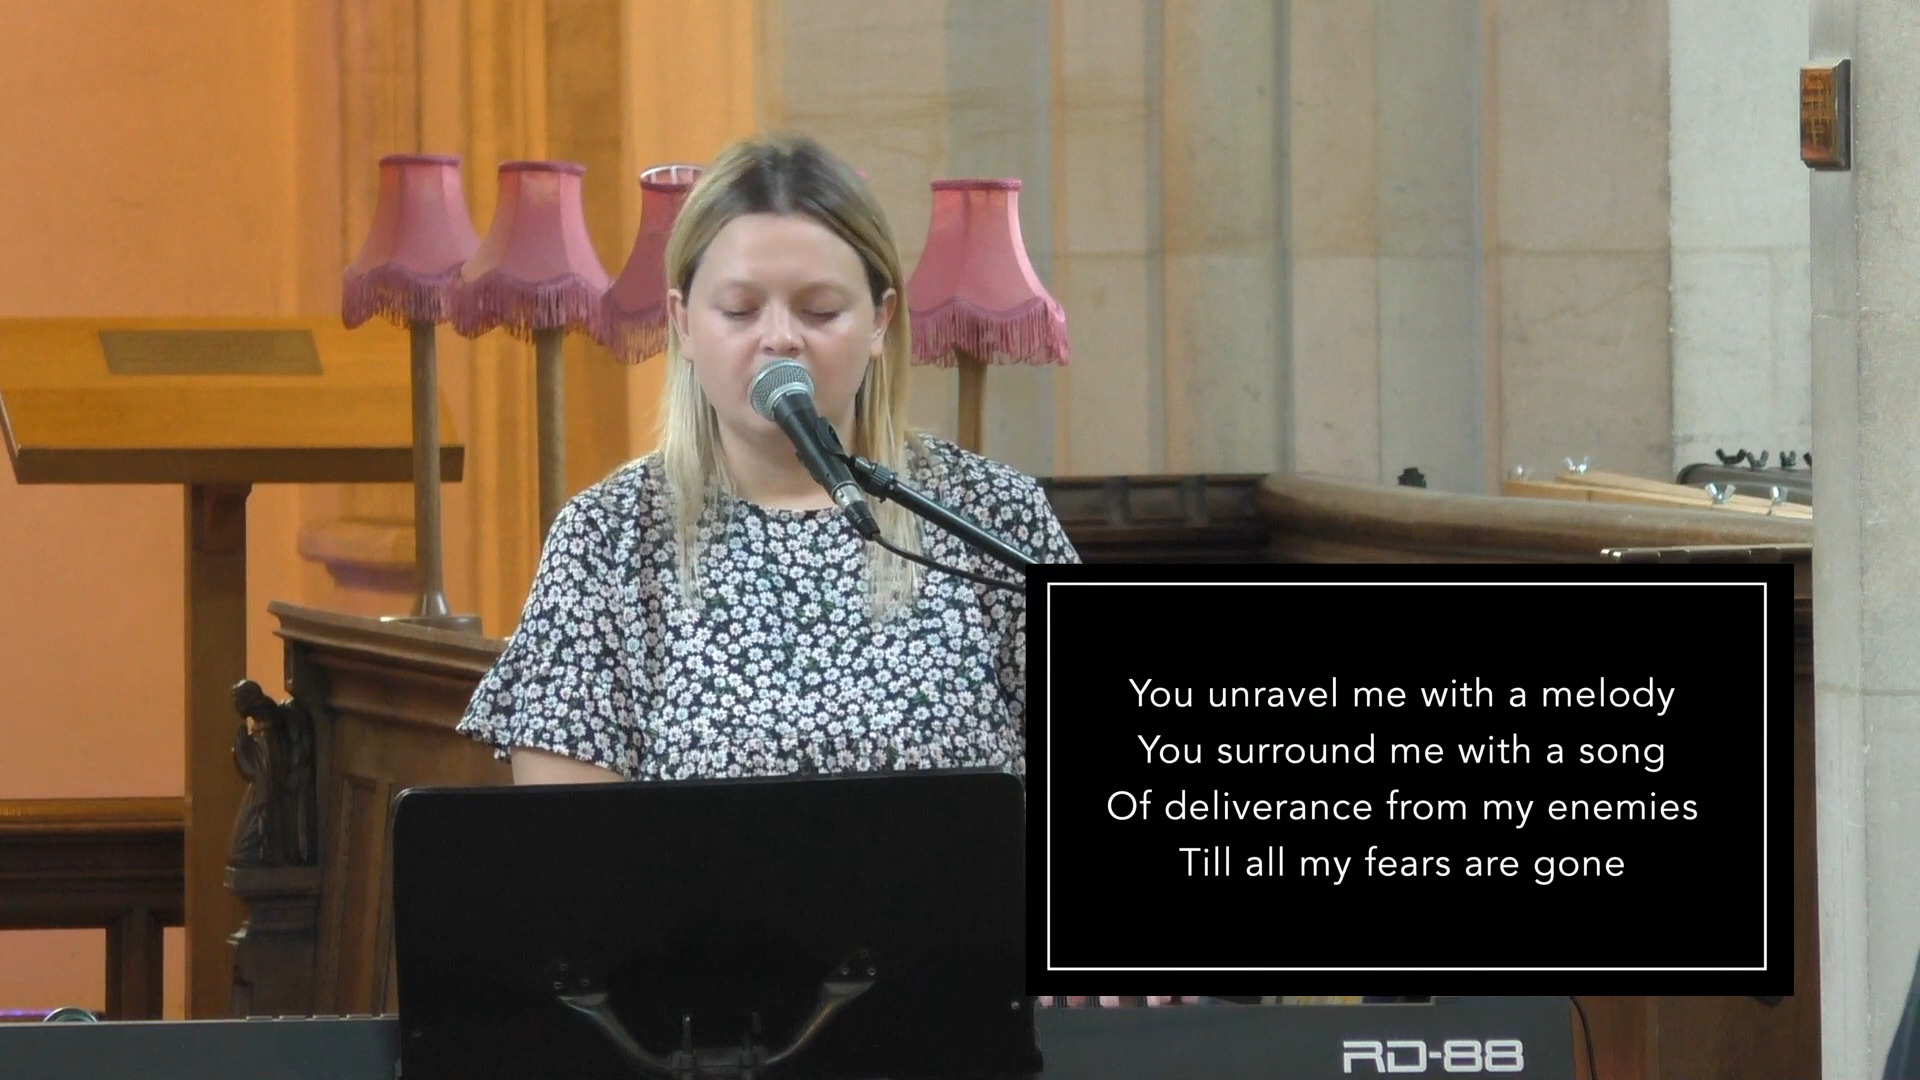 You unravel me with a melody
You surround me with a song
Of deliverance from my enemies
Till all my fears are gone
RD-88